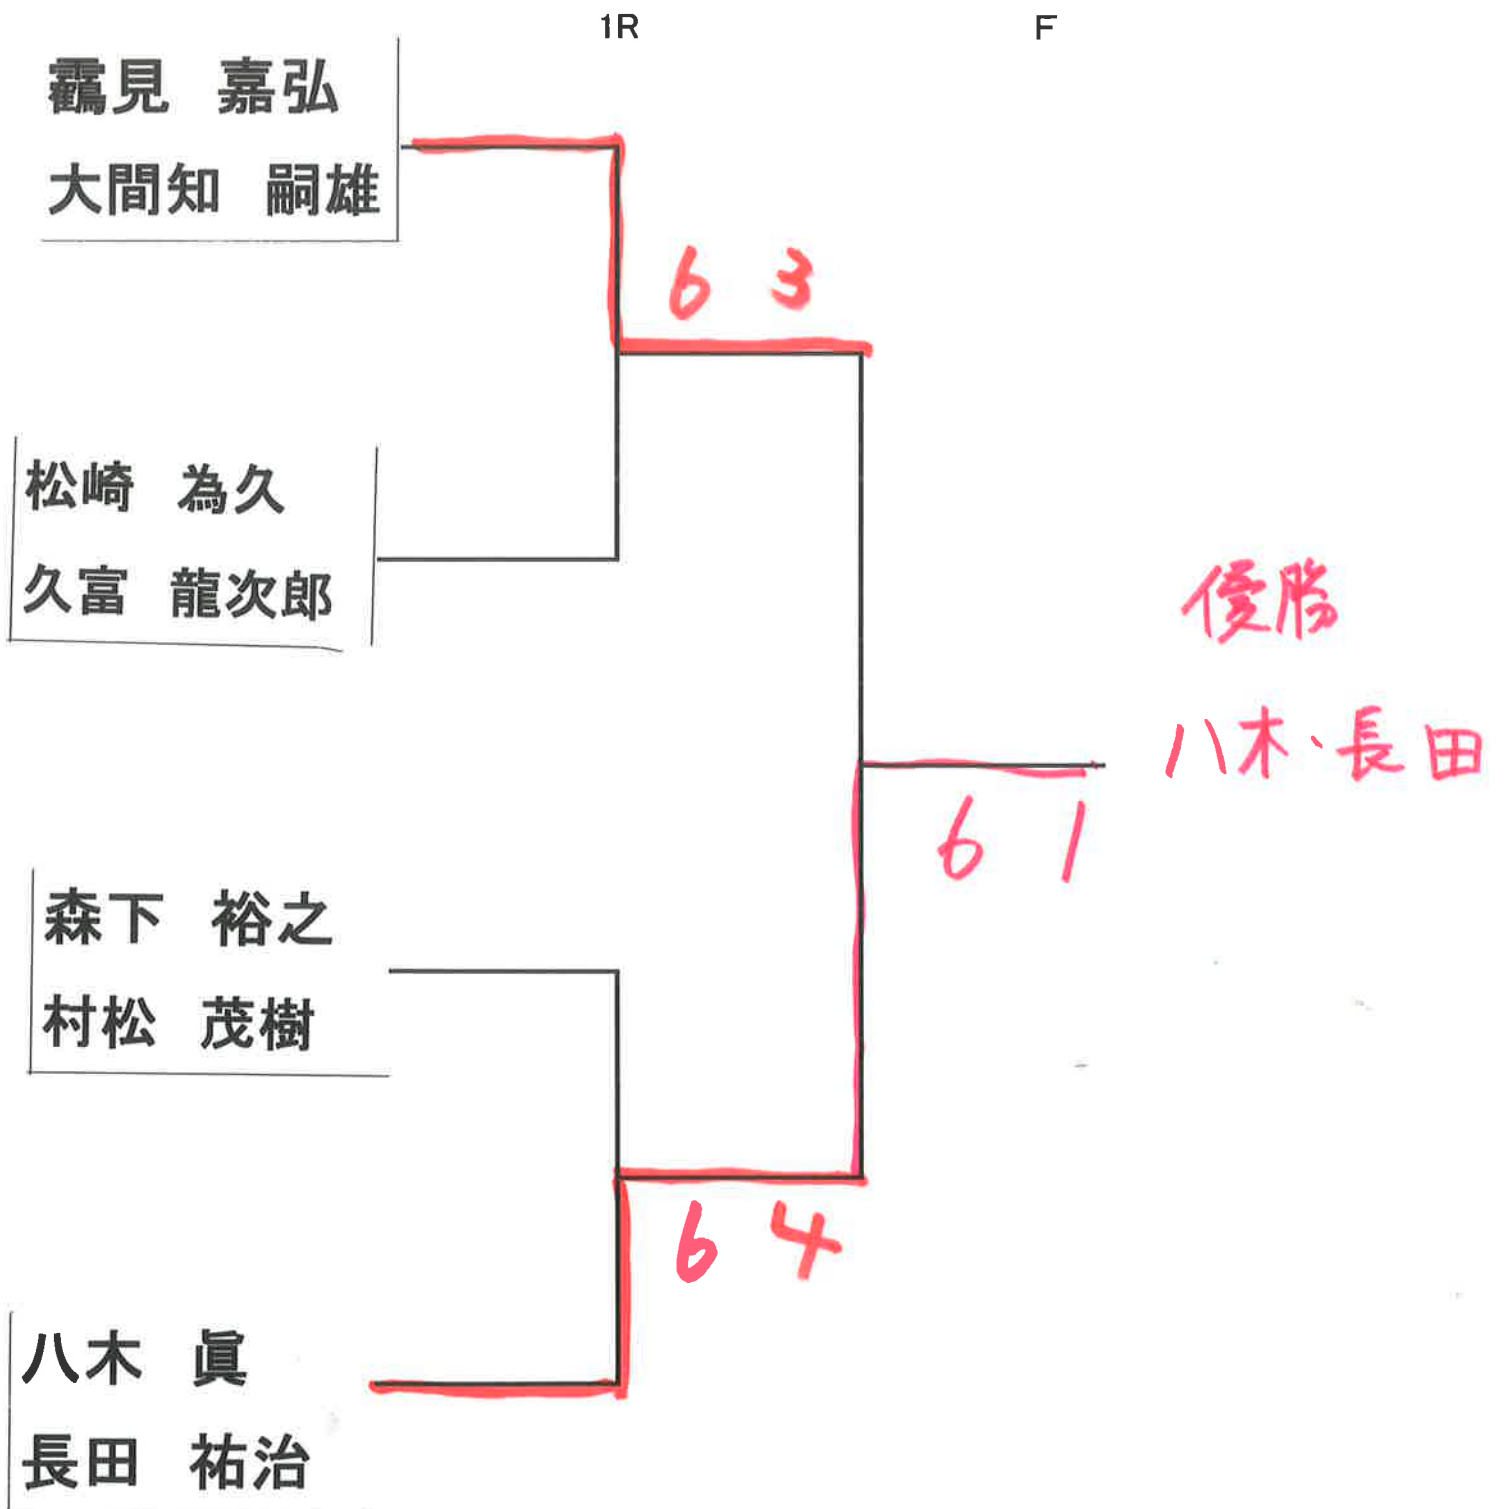 1R F
靏見 嘉弘
大間知 嗣雄
6 3
松崎 為久
久富 龍次郎
優勝
八木・長田
6 1
森下 裕之
村松 茂樹
6 4
八木 眞
長田 祐治